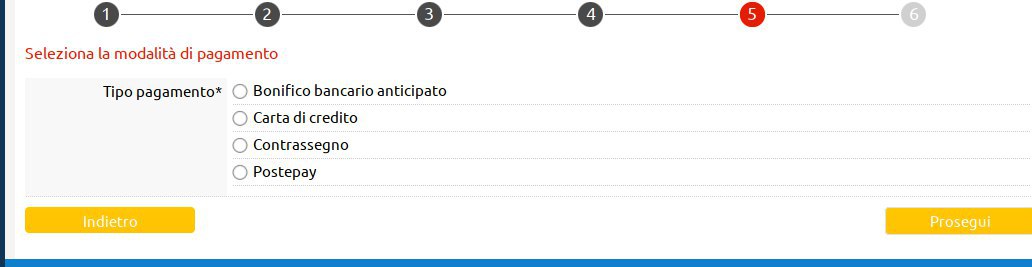 1 2 3 4 5 6
Seleziona la modalità di pagamento
Tipo pagamento* Bonifico bancario anticipato
Carta di credito
Contrassegno
Postepay
Indietro Prosegui